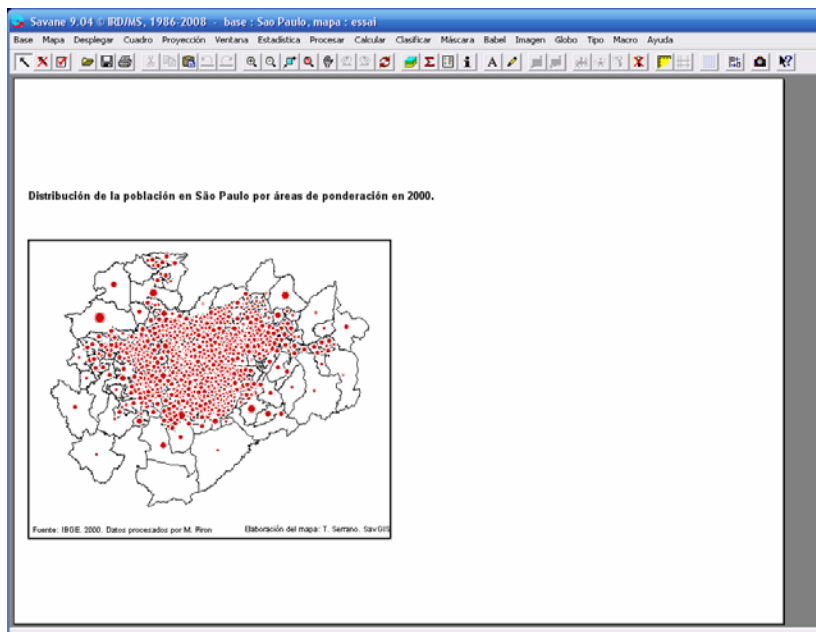 Savane 9.04 © IRD/MS, 1986-2008 - base : Sao Paulo, mapa : essai
Base Mapa Desplegar Cuadro Proyección Ventana Estadística Procesar Calcular Clasificar Máscara Babel Imagen Globo Tipo Macro Ayuda
Distribución de la población en São Paulo por áreas de ponderación en 2000.
Fuente: IBGE, 2000. Datos procesados por M. Piron Elaboración del mapa: T. Serrano. SavGIS